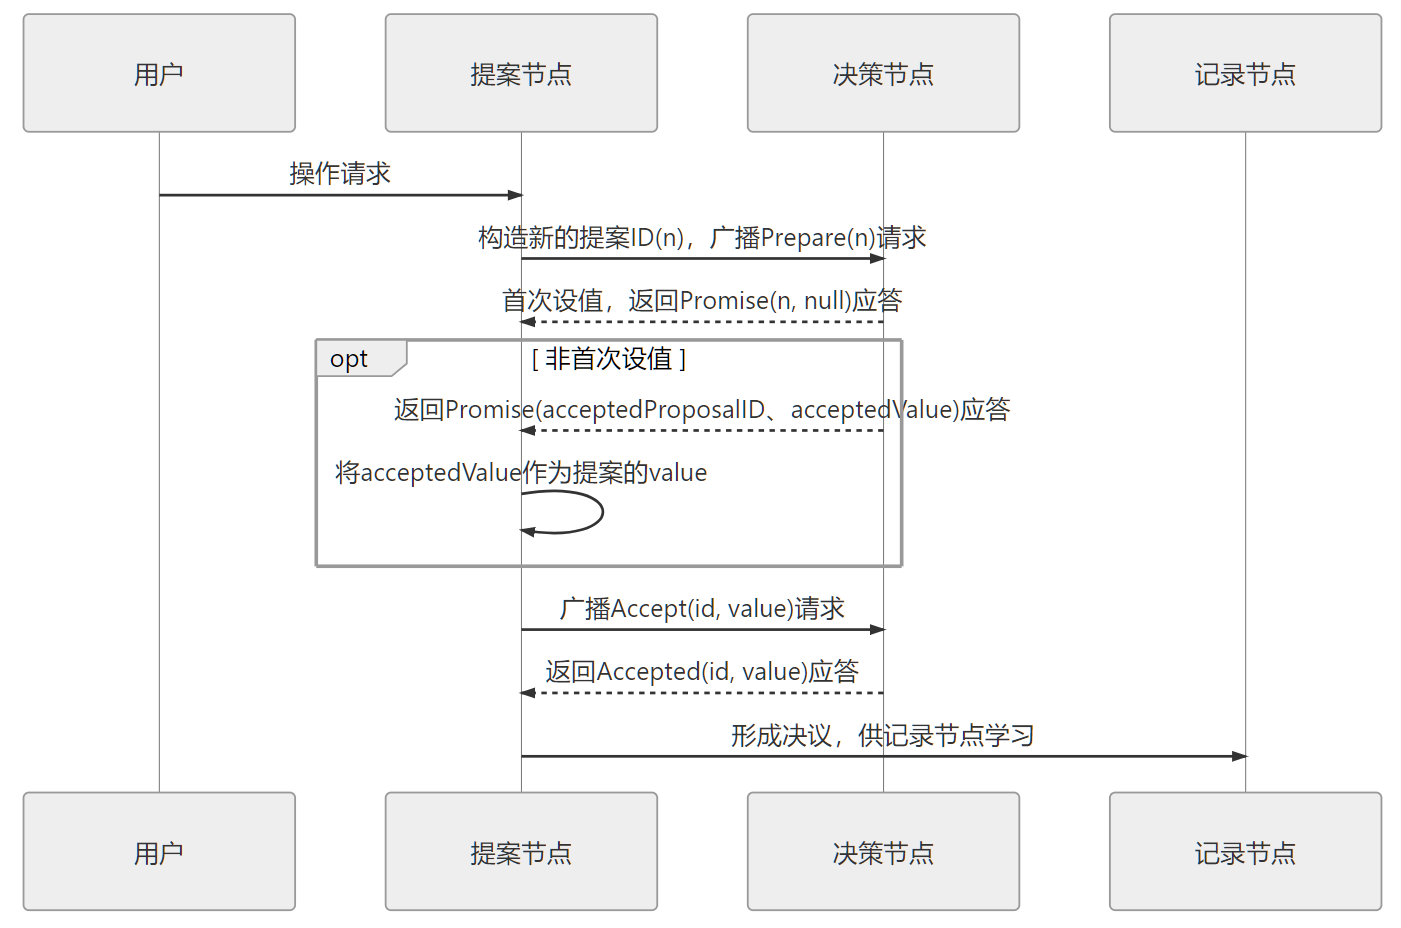 用户
提案节点
决策节点
记录节点
操作请求
构造新的提案ID(n)，广播Prepare(n)请求
首次设值，返回Promise(n, null)应答
opt
[ 非首次设值 ]
返回Promise(acceptedProposalID、acceptedValue)应答
将acceptedValue作为提案的value
广播Accept(id, value)请求
返回Accepted(id, value)应答
形成决议，供记录节点学习
用户
提案节点
决策节点
记录节点